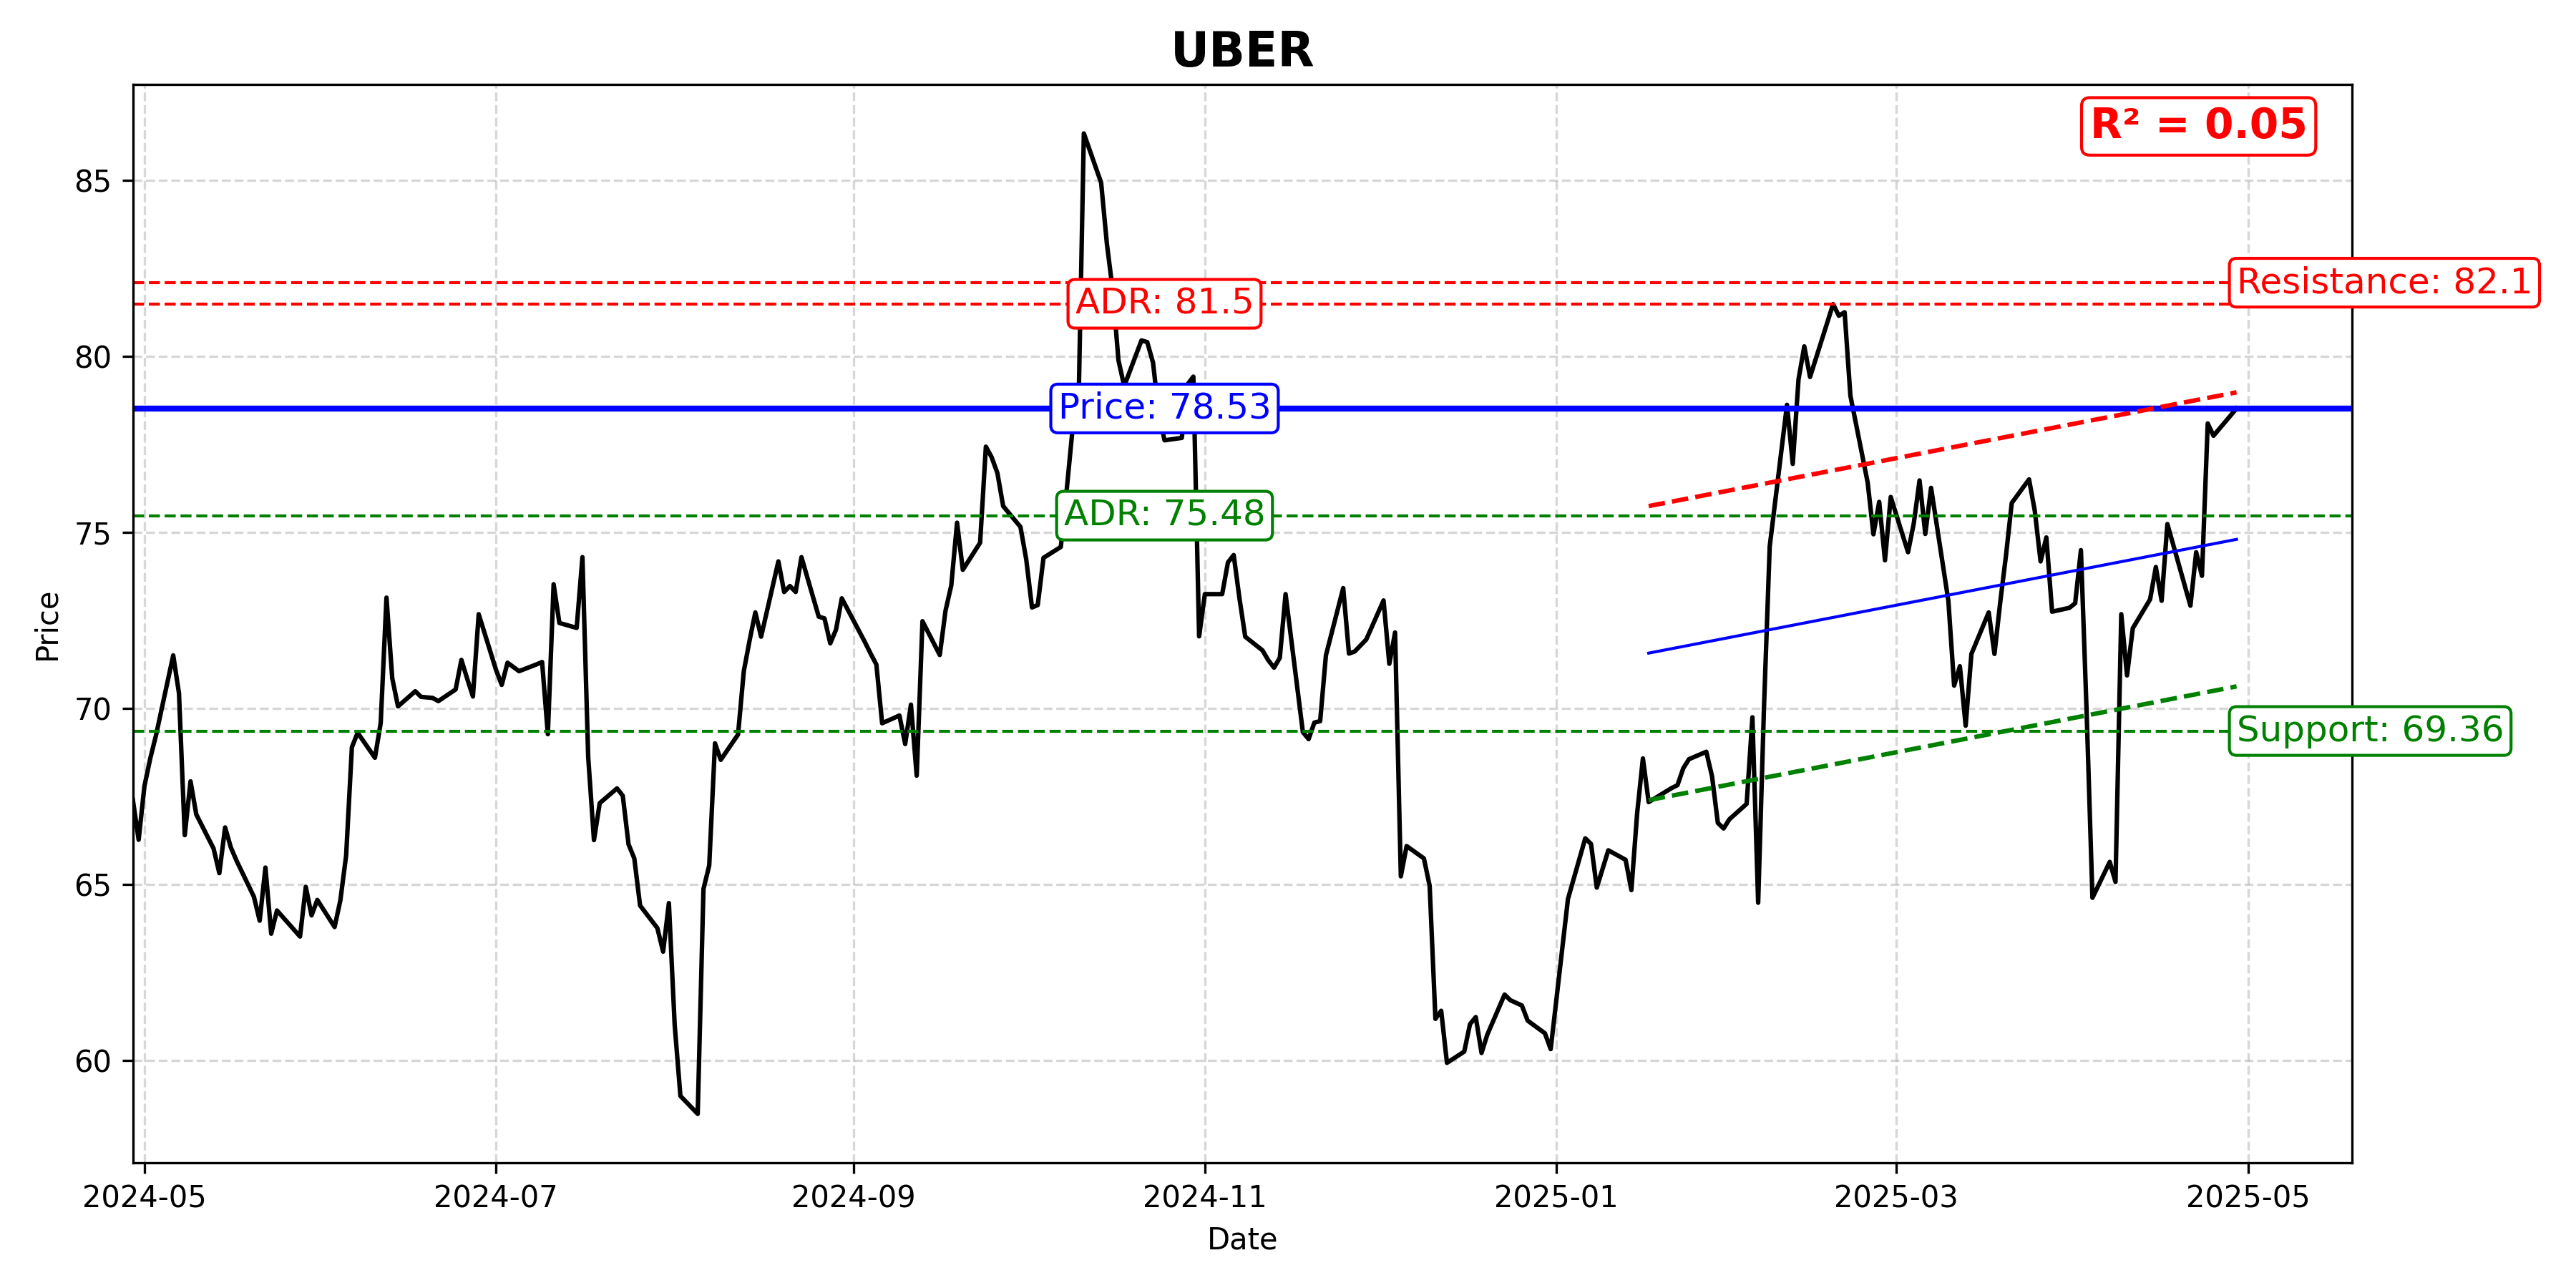 UBER
R² = 0.05
85
80
75
70
65
60
Price
Resistance: 82.1
ADR: 81.5
Price: 78.53
ADR: 75.48
Support: 69.36
2024-05
2024-07
2024-09
2024-11
2025-01
2025-03
2025-05
Date